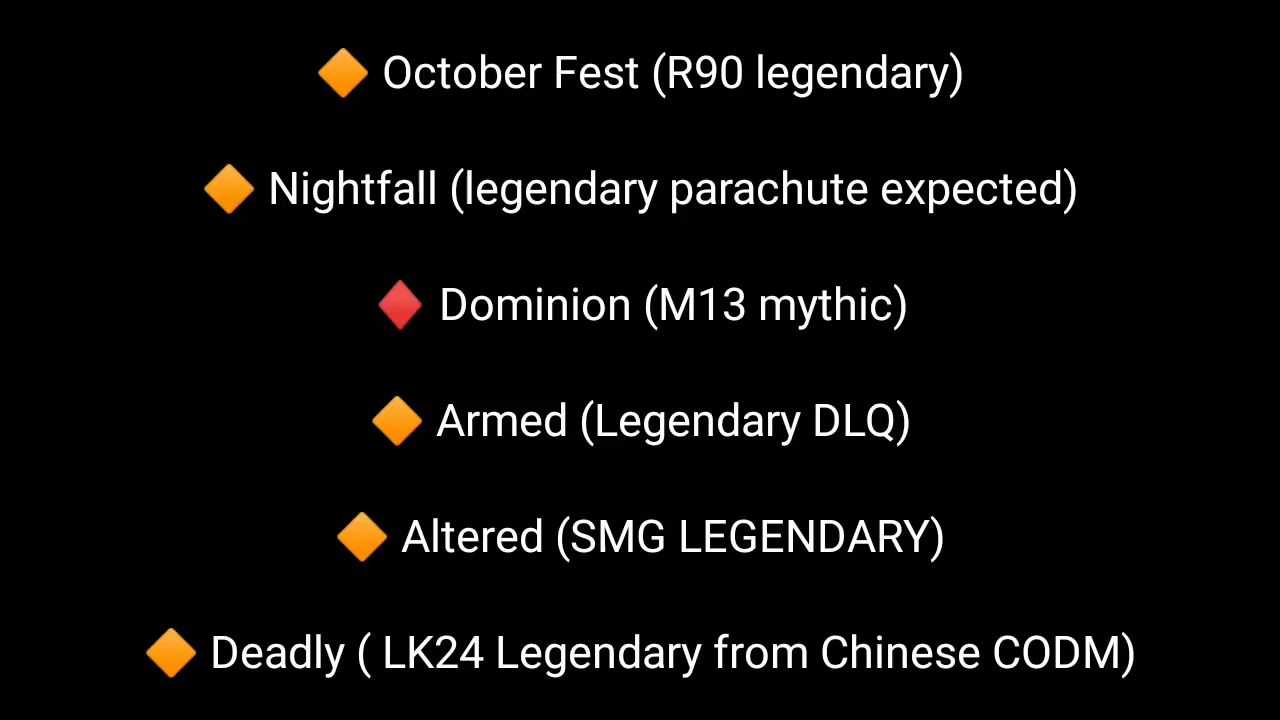 🔶 October Fest (R90 legendary)
🔶 Nightfall (legendary parachute expected)
♦️ Dominion (M13 mythic)
🔶 Armed (Legendary DLQ)
🔶 Altered (SMG LEGENDARY)
🔶 Deadly ( LK24 Legendary from Chinese CODM)